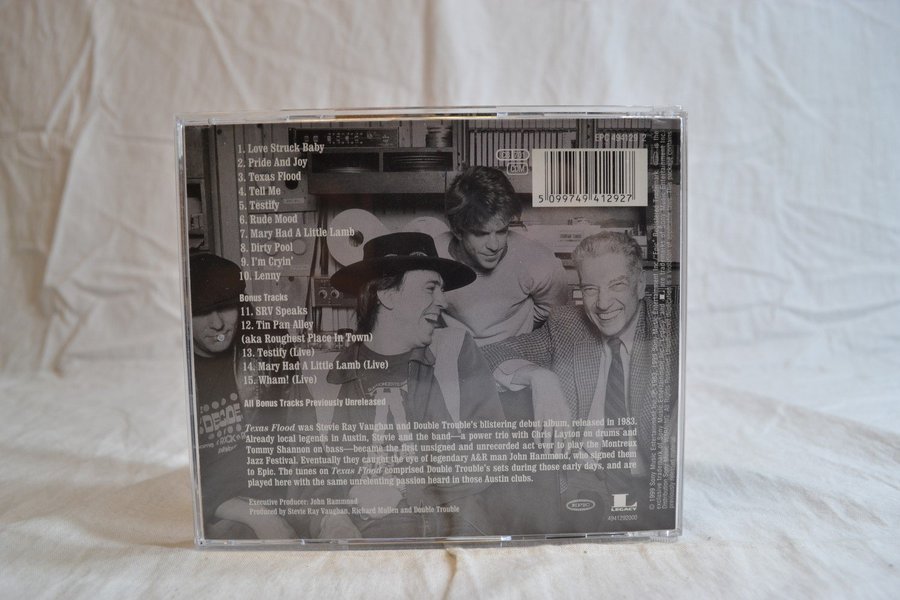 1. Love Struck Baby
2. Pride And Joy
3. Texas Flood
4. Tell Me
5. Testify
6. Rude Mood
7. Mary Had A Little Lamb
8. Dirty Pool
9. I'm Cryin'
10. Lenny
Bonus Tracks
11. SRV Speaks
12. Tin Pan Alley
(aka Roughest Place In Town)
13. Testify (Live)
14. Mary Had A Little Lamb (Live)
15. Wham! (Live)
All Bonus Tracks Previously Unreleased
EPC 494129 2
5 099749 412927
Texas Flood was Stevie Ray Vaughan and Double Trouble's blistering debut album, released in 1983.
Already local legends in Austin, Stevie and the band—a power trio with Chris Layton on drums and
Tommy Shannon on bass—became the first unsigned and unrecorded act ever to play the Montreux
Jazz Festival. Eventually they caught the eye of legendary A&R man John Hammond, who signed them
to Epic. The tunes on Texas Flood comprised Double Trouble's sets during those early days, and are
played here with the same unrelenting passion heard in those Austin clubs.
Executive Producer: John Hammond
Produced by Stevie Ray Vaughan, Richard Mullen and Double Trouble
EPIC
L
LEGACY
4941292000